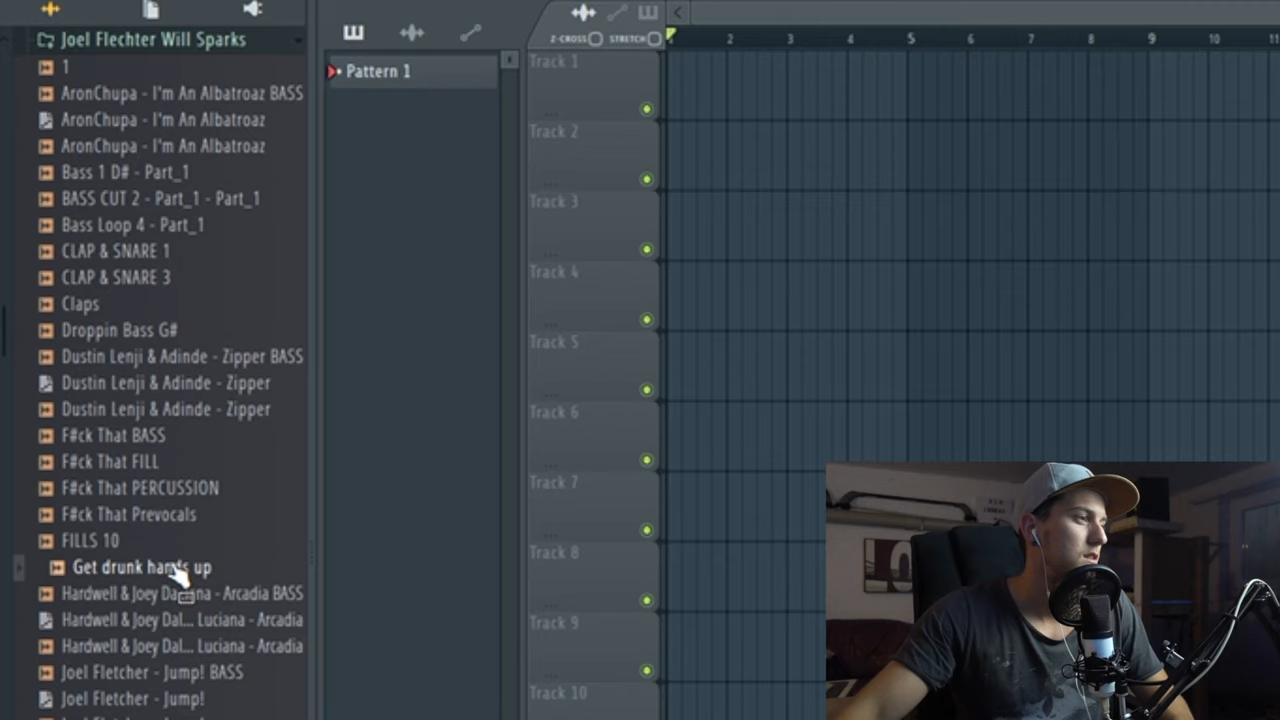 Joel Flechter Will Sparks
1
AronChupa - I'm An Albatroaz BASS
AronChupa - I'm An Albatroaz
AronChupa - I'm An Albatroaz
Bass 1 D# - Part_1
BASS CUT 2 - Part_1 - Part_1
Bass Loop 4 - Part_1
CLAP & SNARE 1
CLAP & SNARE 3
Claps
Droppin Bass G#
Dustin Lenji & Adinde - Zipper BASS
Dustin Lenji & Adinde - Zipper
Dustin Lenji & Adinde - Zipper
F#ck That BASS
F#ck That FILL
F#ck That PERCUSSION
F#ck That Prevocals
FILLS 10
Get drunk hands up
Hardwell & Joey - Arcadia BASS
Hardwell & Joey Dal... Luciana - Arcadia
Hardwell & Joey Dal... Luciana - Arcadia
Joel Fletcher - Jump! BASS
Joel Fletcher - Jump!
Pattern 1
Z-CROSS STRETCH
2 3 4 5 6 7 8 9 10 11
Track 1
Track 2
Track 3
Track 4
Track 5
Track 6
Track 7
Track 8
Track 9
Track 10